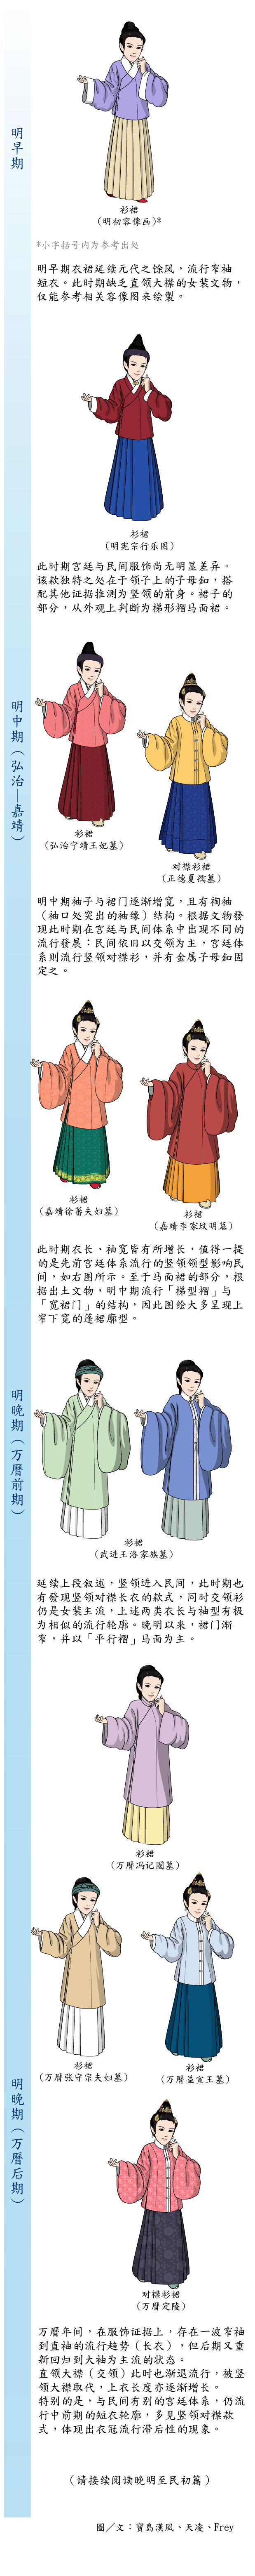 明早期
衫裙
(明初容像画)*
*小字括号内为参考出处
明早期衣裙延续元代之馀风，流行窄袖
短衣。此时期缺乏直领大襟的女装文物，
仅能参考相关容像图来绘製。
衫裙
(明宪宗行乐图)
此时期宫廷与民间服饰尚无明显差异。
该款独特之处在于领子上的子母釦，搭
配其他证据推测为竖领的前身。裙子的
部分，从外观上判断为梯形褶马面裙。
明中期（弘治—嘉靖）
衫裙
(弘治宁靖王妃墓)
对襟衫裙
(正德夏儒墓)
明中期袖子与裙门逐渐增宽，且有构袖
（袖口处突出的袖缘）结构。根据文物發
现此时期在宫廷与民间体系中出现不同的
流行發展：民间依旧以交领为主，宫廷体
系则流行竖领对襟衫，并有金属子母釦固
定之。
衫裙
(嘉靖徐蕃夫妇墓)
衫裙
(嘉靖李家坟明墓)
此时期衣长、袖宽皆有所增长，值得一提
的是先前宫廷体系流行的竖领领型影响民
间，如右图所示。至于马面裙的部分，根
据出土文物，明中期流行「梯型褶」与
「宽裙门」的结构，因此图绘大多呈现上
窄下宽的蓬裙廓型。
明晚期（万曆前期）
衫裙
(武进王洛家族墓)
延续上段叙述，竖领进入民间，此时期也
有發现竖领对襟长衣的款式，同时交领衫
仍是女装主流，上述两类衣长与袖型有极
为相似的流行轮廓。晚明以来，裙门渐
窄，并以「平行褶」马面为主。
衫裙
(万曆冯记圈墓)
衫裙
(万曆张守宗夫妇墓)
衫裙
(万曆益宣王墓)
明晚期（万曆后期）
对襟衫裙
(万曆定陵)
万曆年间，在服饰证据上，存在一波窄袖
到直袖的流行趋势（长衣），但后期又重
新回归到大袖为主流的状态。
直领大襟（交领）此时也渐退流行，被竖
领大襟取代，上衣长度亦逐渐增长。
特别的是，与民间有别的宫廷体系，仍流
行中前期的短衣轮廓，多见竖领对襟款
式，体现出衣冠流行滞后性的现象。
（请接续阅读晚明至民初篇）
圖／文：寶島漢風、天凌、Frey